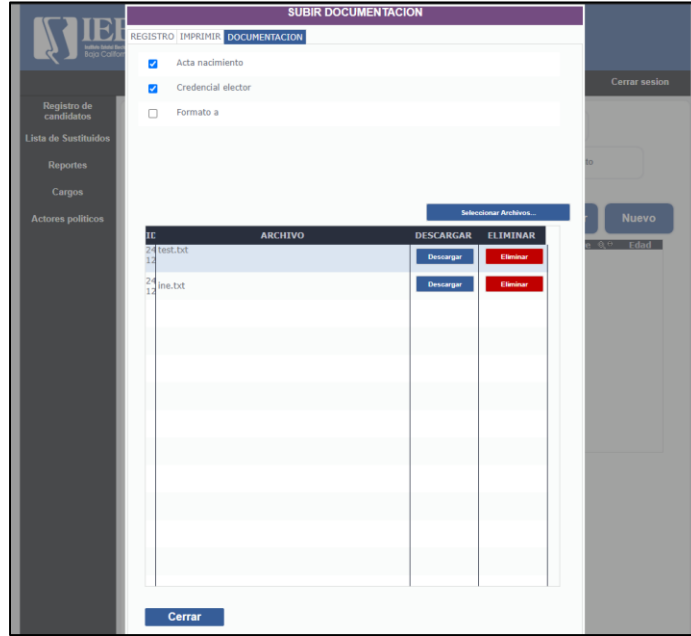 SUBIR DOCUMENTACION
REGISTRO IMPRIMIR DOCUMENTACION
Acta nacimiento
Credencial elector
Formato a
Cerrar sesion
Registro de
candidatos
Lista de Sustituidos
Reportes
Cargos
Actores politicos
to
Seleccionar Archivos...
Nuevo
Edad
ID ARCHIVO DESCARGAR ELIMINAR
24
12
test.txt Descargar Eliminar
24
12
ine.txt Descargar Eliminar
Cerrar